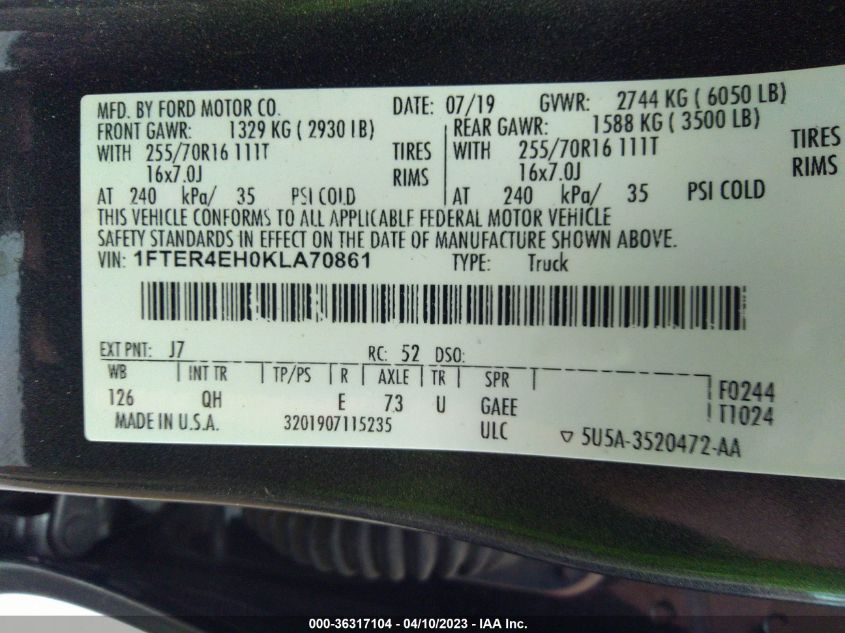 MFD. BY FORD MOTOR CO. DATE: 07/19 GVWR: 2744 KG ( 6050 LB)
FRONT GAWR: 1329 KG ( 2930 lB) REAR GAWR: 1588 KG ( 3500 LB)
WITH 255/70R16 111T TIRES WITH 255/70R16 111T TIRES
16x7.0J RIMS 16x7.0J RIMS
AT 240 kPa/ 35 PSI COLD AT 240 kPa/ 35 PSI COLD
THIS VEHICLE CONFORMS TO ALL APPLICABLE FEDERAL MOTOR VEHICLE
SAFETY STANDARDS IN EFFECT ON THE DATE OF MANUFACTURE SHOWN ABOVE.
VIN: 1FTER4EH0KLA70861 TYPE: Truck
EXT PNT: J7 RC: 52 DSO:
WB INT TR TP/PS R AXLE TR SPR F0244
126 QH E 73 U GAEE T1024
MADE IN U.S.A. 3201907115235 ULC 5U5A-3520472-AA
000-36317104 - 04/10/2023 - IAA Inc.